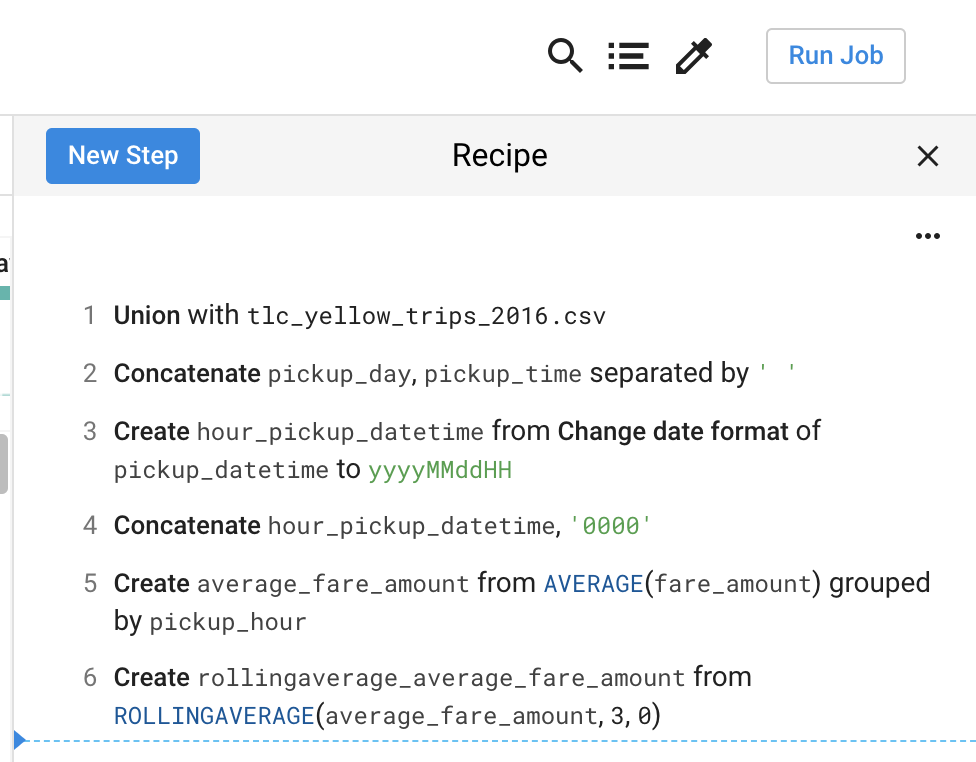 Run Job
New Step
Recipe
a
1 Union with tlc_yellow_trips_2016.csv
2 Concatenate pickup_day, pickup_time separated by ' '
3 Create hour_pickup_datetime from Change date format of
pickup_datetime to yyyyMMddHH
4 Concatenate hour_pickup_datetime, '0000'
5 Create average_fare_amount from AVERAGE(fare_amount) grouped
by pickup_hour
6 Create rollingaverage_average_fare_amount from
ROLLINGAVERAGE(average_fare_amount, 3, 0)